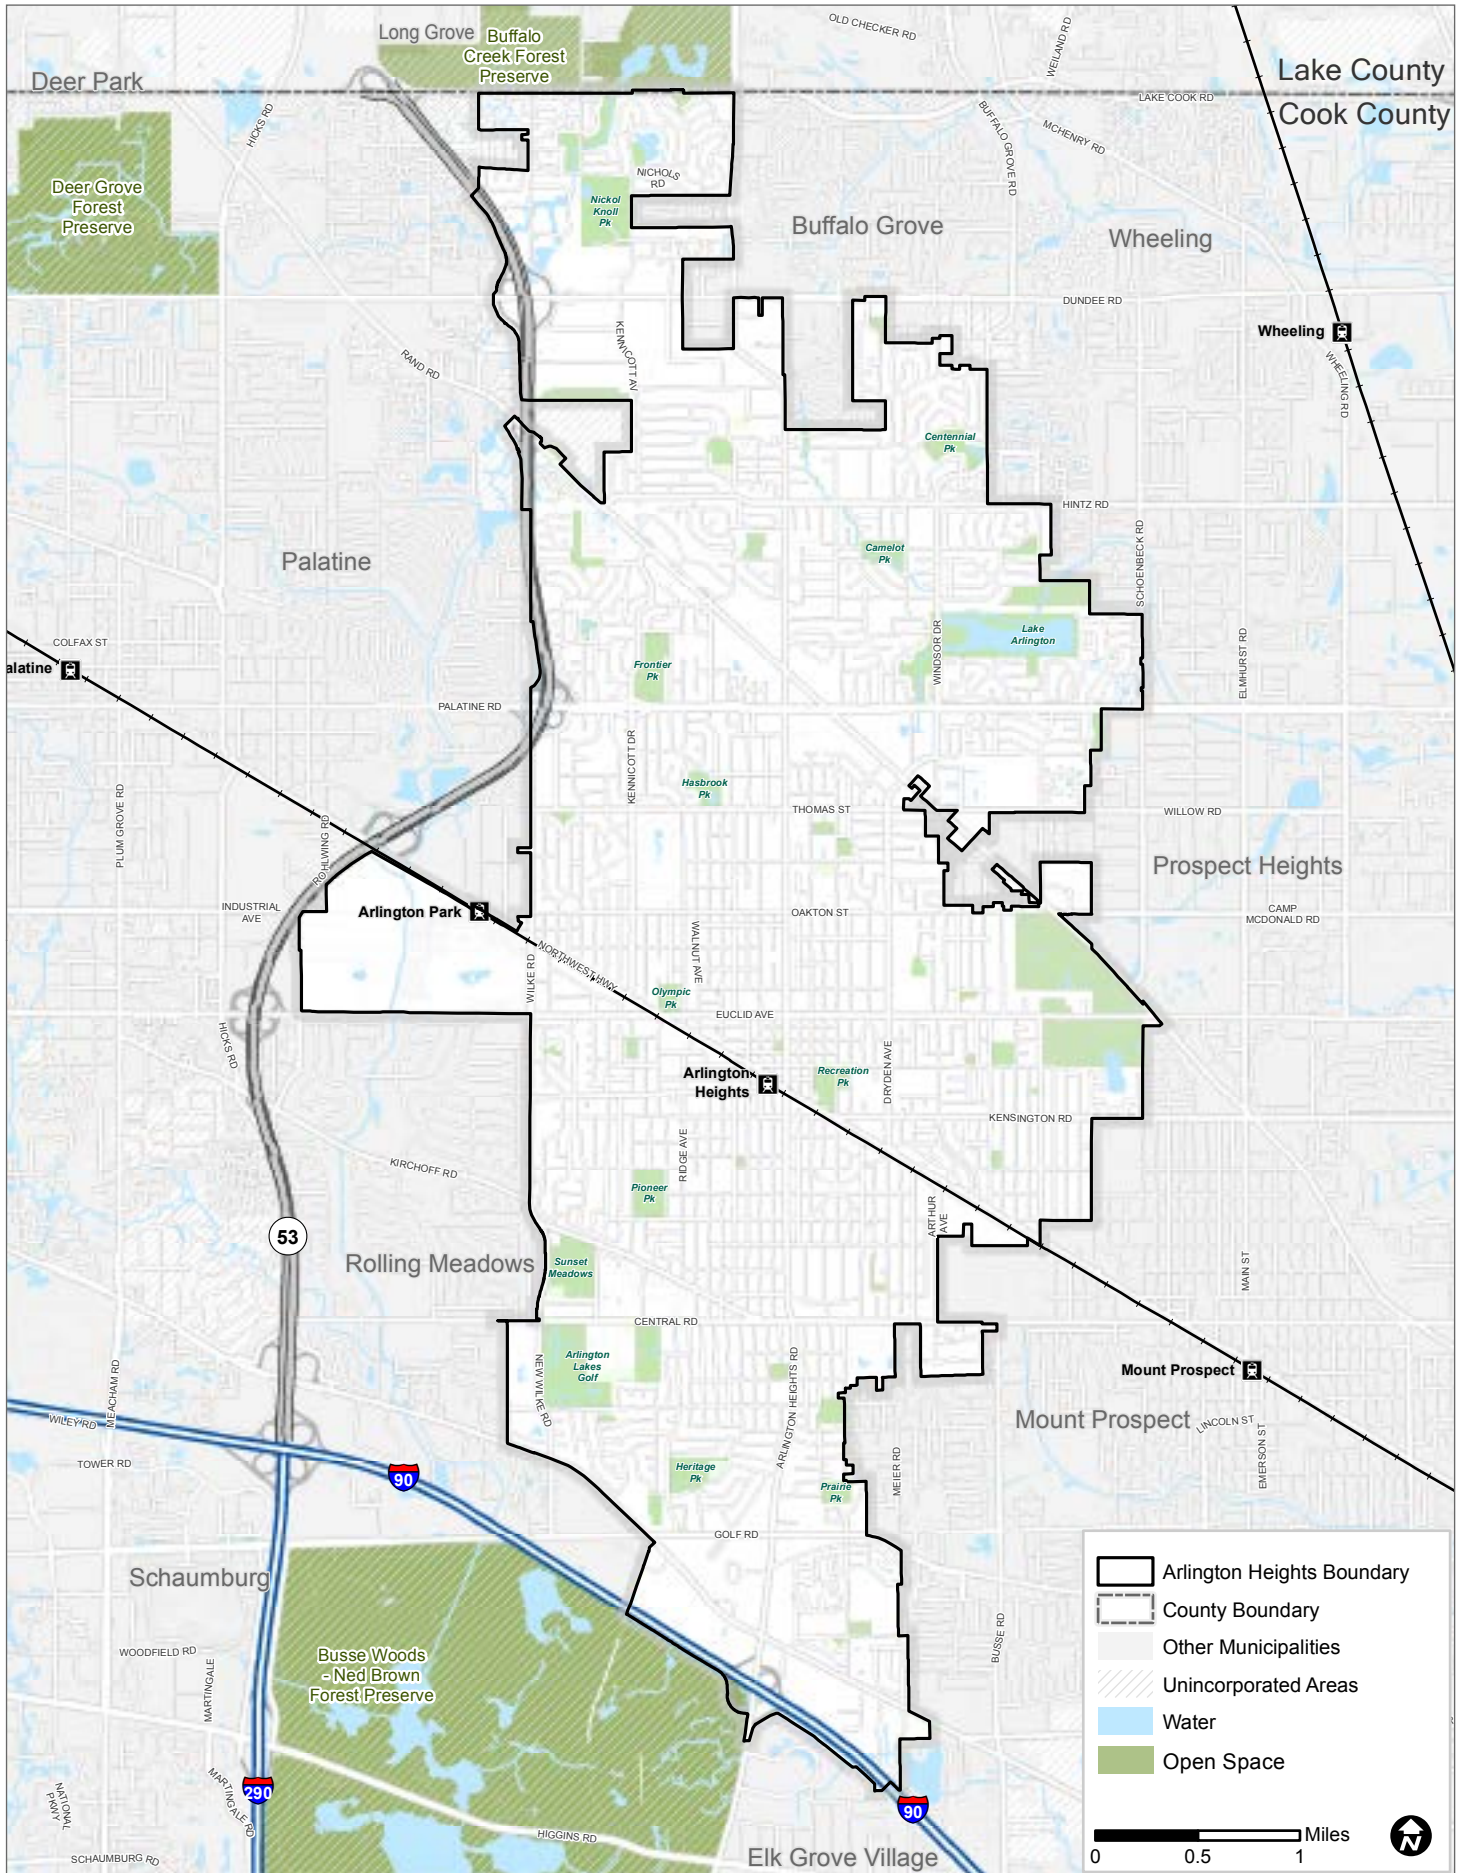 Long Grove
Buffalo
Creek Forest
Preserve
OLD CHECKER RD
WEILAND RD
Lake County
Deer Park
LAKE COOK RD
Cook County
HICKS RD
BUFFALO GROVE RD
MCHENRY RD
NICHOLS
RD
Deer Grove
Forest
Preserve
Nickol
Knoll
Pk
Buffalo Grove
Wheeling
DUNDEE RD
Wheeling
WHEELING RD
RAND RD
KENNICOTT AV
Centennial
Pk
HINTZ RD
SCHOENBECK RD
Palatine
Camelot
Pk
COLFAX ST
alatine
Lake
Arlington
WINDSOR DR
ELMHURST RD
Frontier
Pk
PALATINE RD
KENNICOTT DR
PLUM GROVE RD
Hasbrook
Pk
THOMAS ST
WILLOW RD
ROHLWING RD
Prospect Heights
INDUSTRIAL
AVE
Arlington Park
OAKTON ST
CAMP
MCDONALD RD
WALNUT AVE
NORTHWEST HWY
WILKE RD
Olympic
Pk
EUCLID AVE
HICKS RD
DRYDEN AVE
Arlington
Heights
Recreation
Pk
KENSINGTON RD
RIDGE AVE
KIRCHOFF RD
Pioneer
Pk
ARTHUR
AVE
53
Rolling Meadows
Sunset
Meadows
MAIN ST
CENTRAL RD
Arlington
Lakes
Golf
NEW WILKE RD
ARLINGTON HEIGHTS RD
Mount Prospect
MEACHAM RD
Mount Prospect
LINCOLN ST
WILEY RD
EMERSON ST
TOWER RD
90
Heritage
Pk
MEIER RD
Prairie
Pk
GOLF RD
Schaumburg
Arlington Heights Boundary
County Boundary
Other Municipalities
Unincorporated Areas
Water
Open Space
BUSSE RD
WOODFIELD RD
MARTINGALE
Busse Woods
- Ned Brown
Forest Preserve
290
MARTINGALE RD
NATIONAL
PKWY
90
HIGGINS RD
Miles
N
0
0.5
1
SCHAUMBURG RD
Elk Grove Village